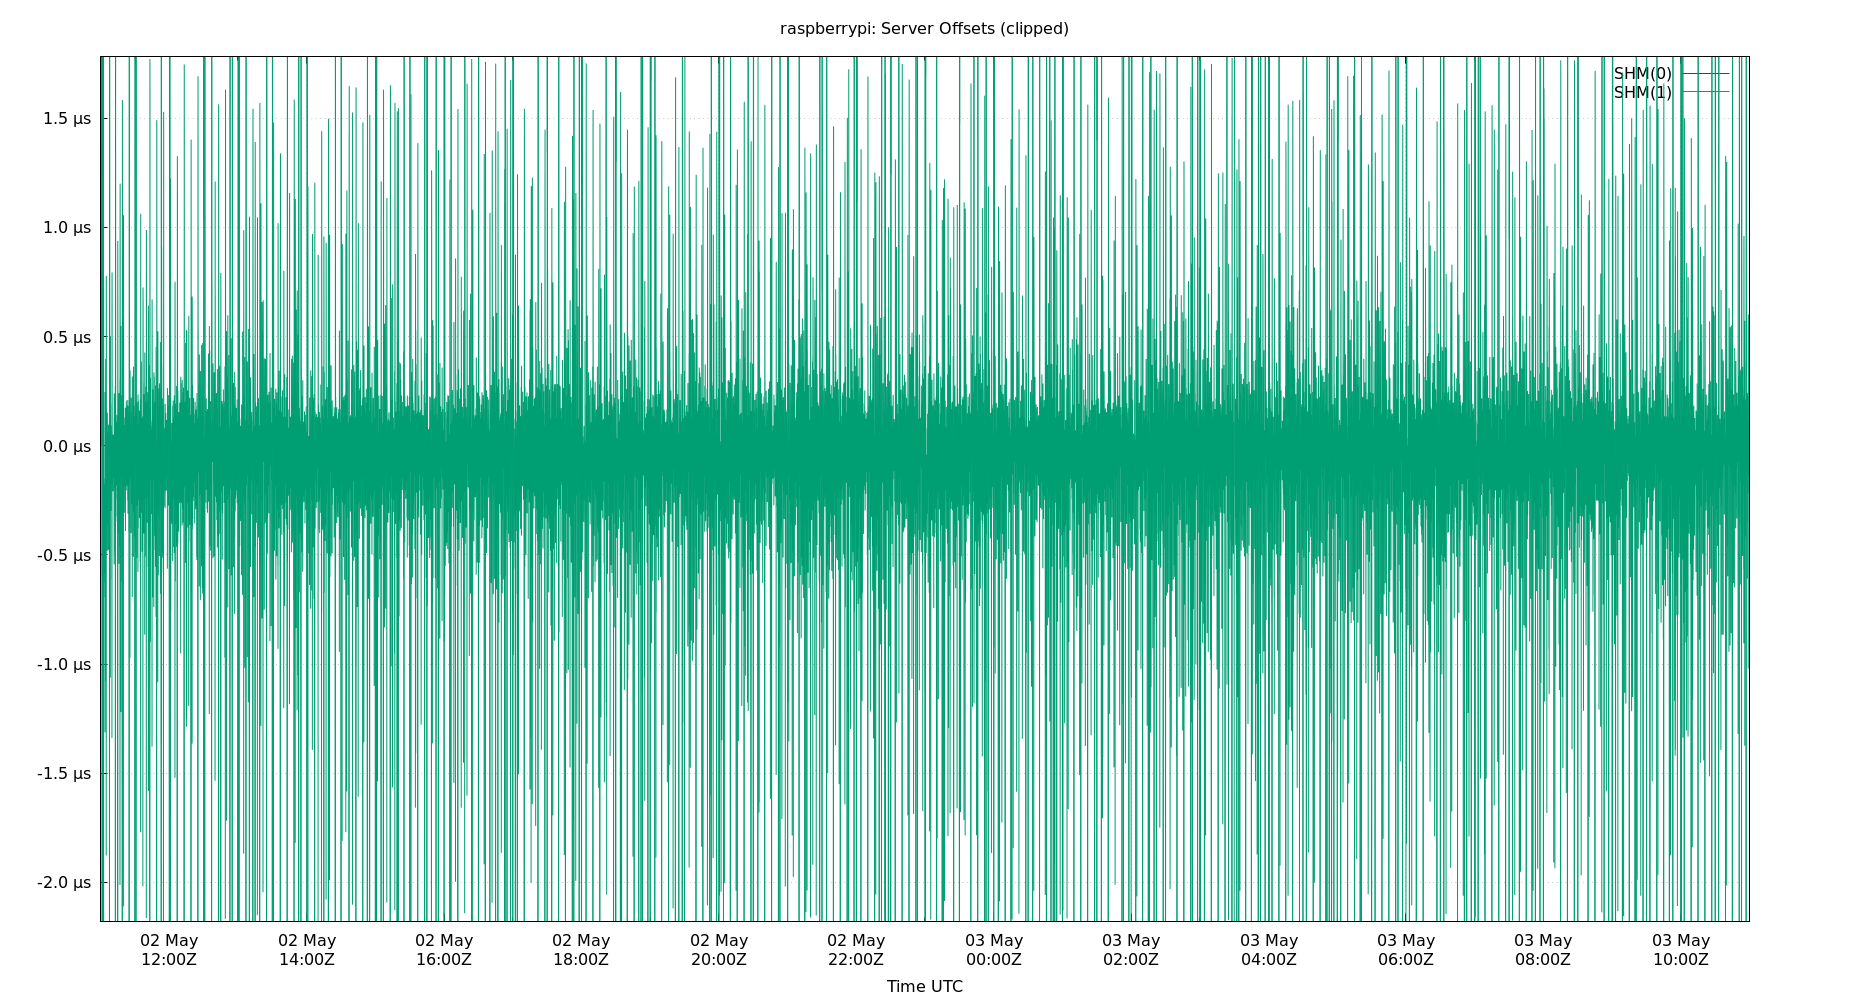 raspberrypi: Server Offsets (clipped)
SHM(0)
SHM(1)
1.5 µs
1.0 µs
0.5 µs
0.0 µs
-0.5 µs
-1.0 µs
-1.5 µs
-2.0 µs
02 May 02 May 02 May 02 May 02 May 02 May 03 May 03 May 03 May 03 May 03 May 03 May
12:00Z 14:00Z 16:00Z 18:00Z 20:00Z 22:00Z 00:00Z 02:00Z 04:00Z 06:00Z 08:00Z 10:00Z
Time UTC